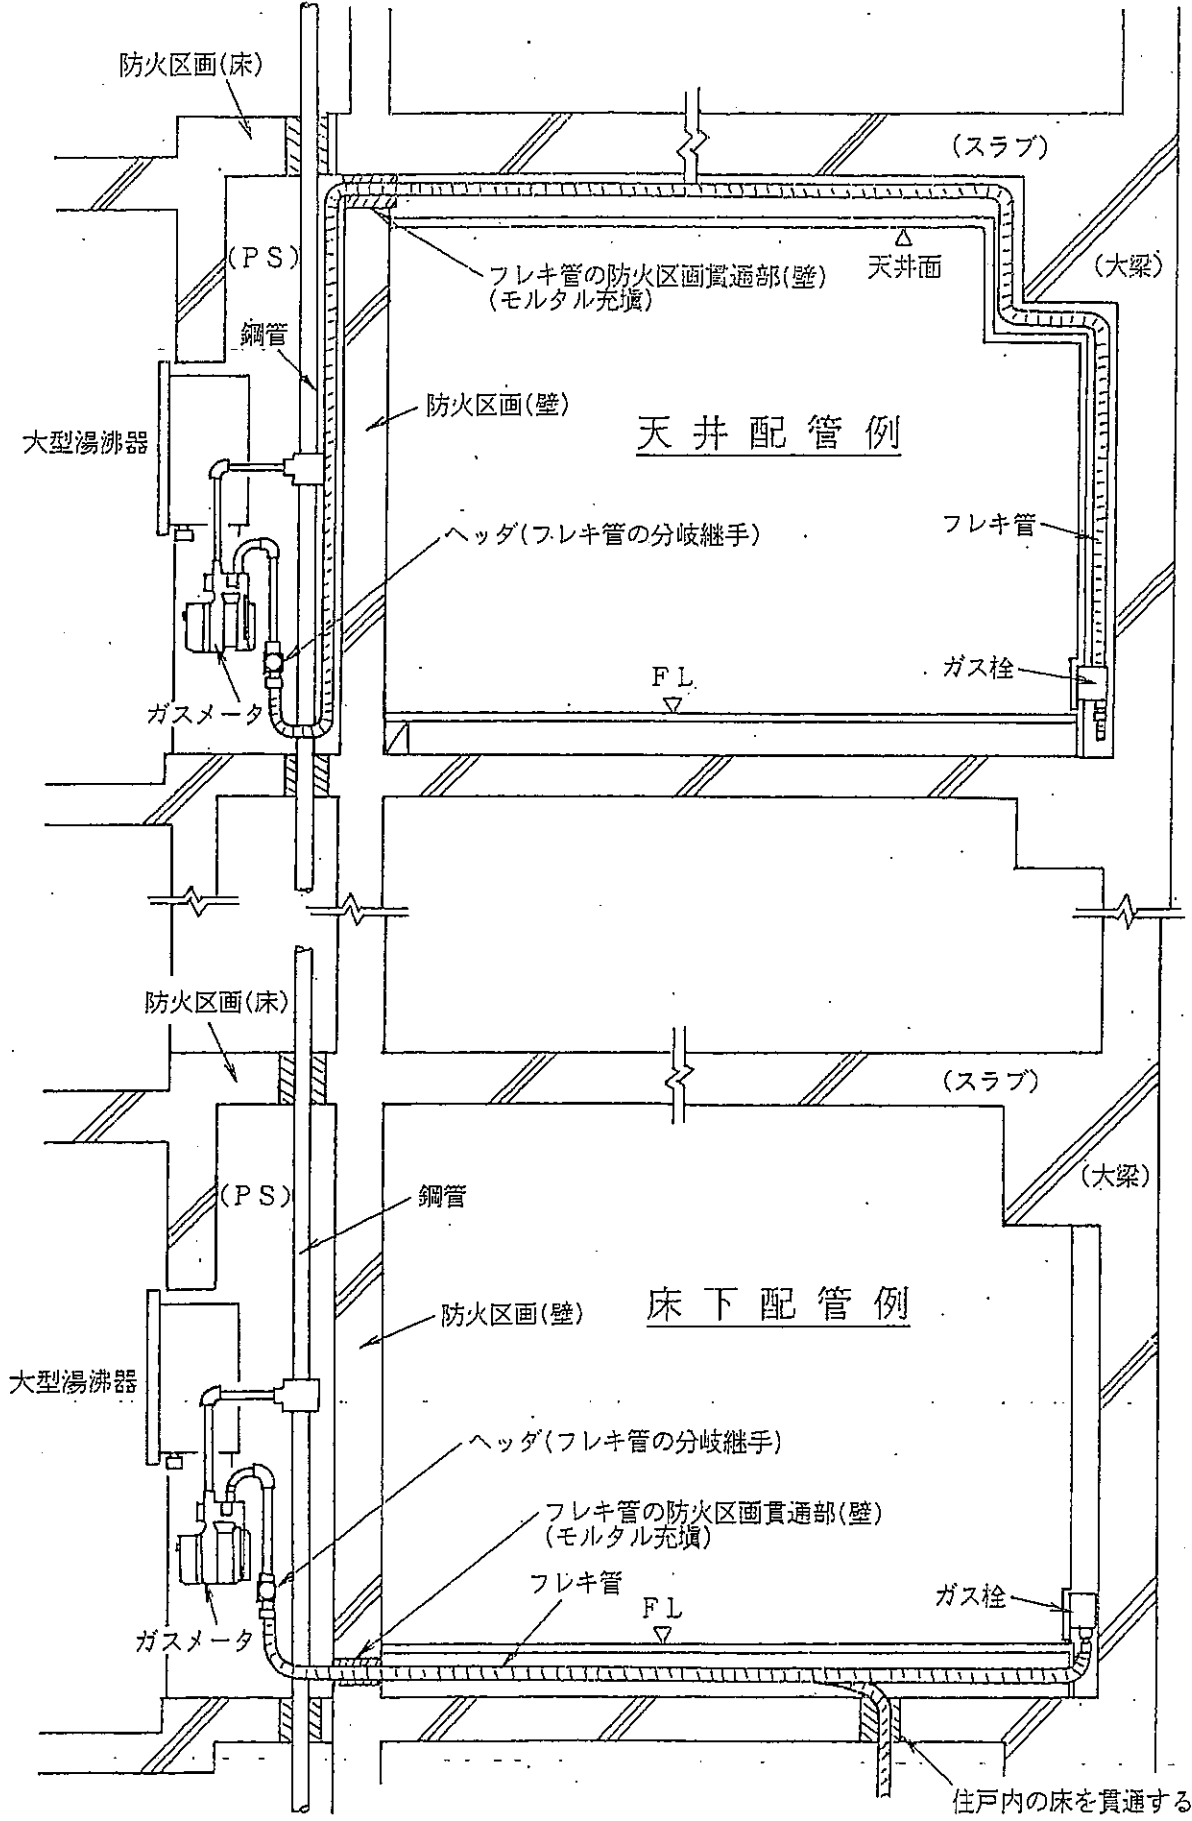 防火区画(床)
(スラブ)
(PS)
天井面
(大梁)
フレキ管の防火区画貫通部(壁)
(モルタル充塡)
鋼管
防火区画(壁)
天井配管例
大型湯沸器
ヘッダ(フレキ管の分岐継手)
フレキ管
ガス栓
FL
ガスメータ
防火区画(床)
(スラブ)
(大梁)
(PS)
鋼管
床下配管例
防火区画(壁)
大型湯沸器
ヘッダ(フレキ管の分岐継手)
フレキ管の防火区画貫通部(壁)
(モルタル充塡)
フレキ管
ガス栓
FL
ガスメータ
住戸内の床を貫通する